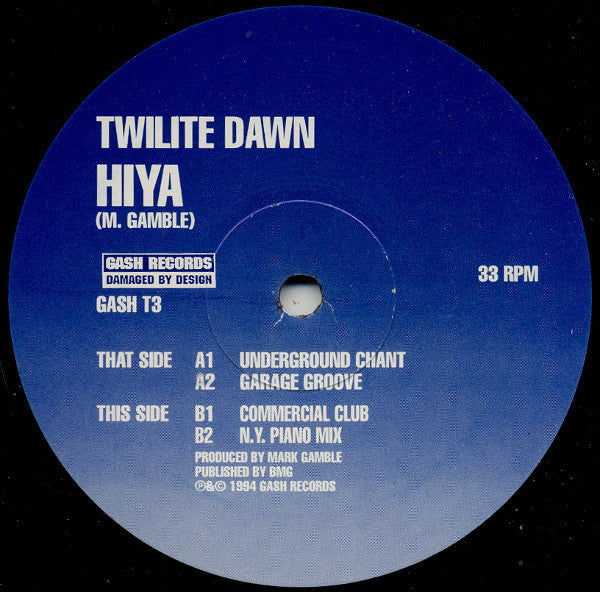 TWILITE DAWN
HIYA
(M. GAMBLE)
GASH RECORDS
DAMAGED BY DESIGN
GASH T3
33 RPM
THAT SIDE A1 UNDERGROUND CHANT
A2 GARAGE GROOVE
THIS SIDE B1 COMMERCIAL CLUB
B2 N.Y. PIANO MIX
PRODUCED BY MARK GAMBLE
PUBLISHED BY BMG
℗&© 1994 GASH RECORDS